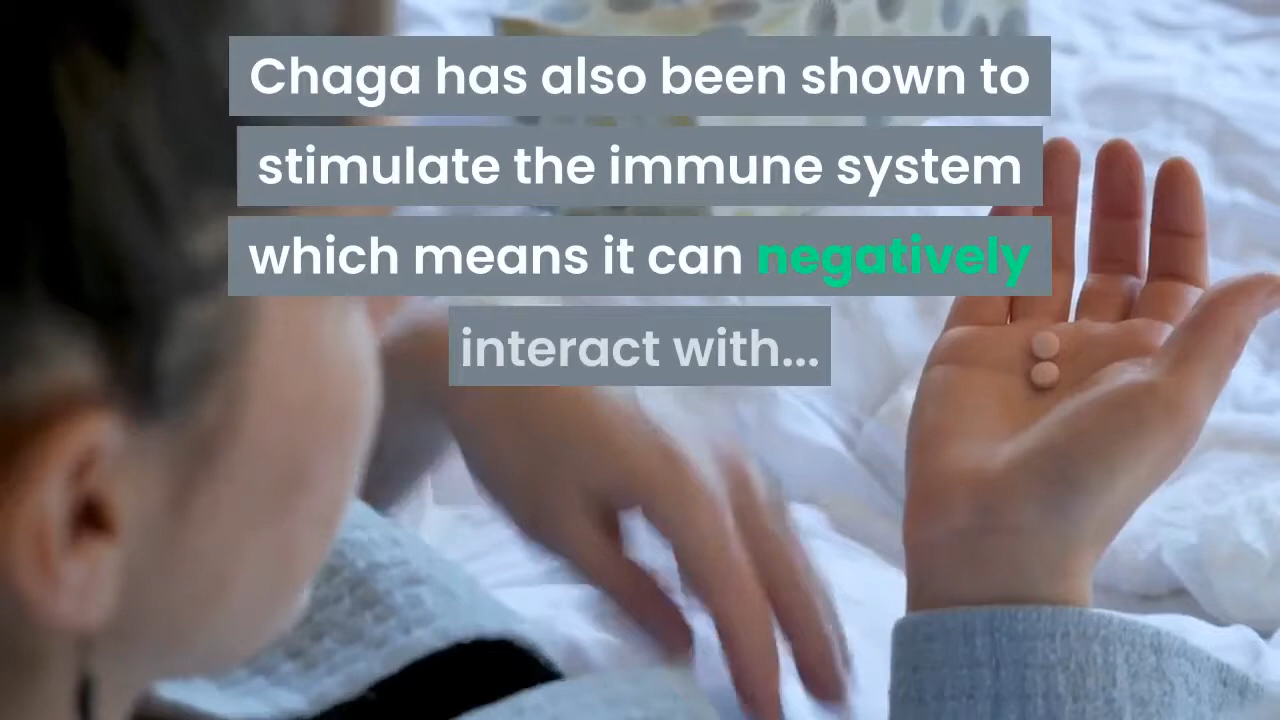 Chaga has also been shown to
stimulate the immune system
which means it can negatively
interact with...